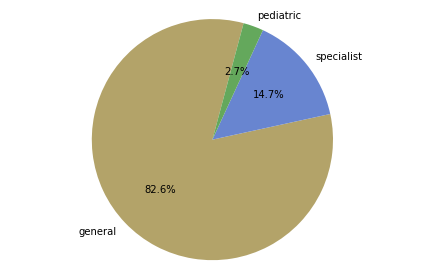 pediatric
specialist
2.7%
14.7%
82.6%
general